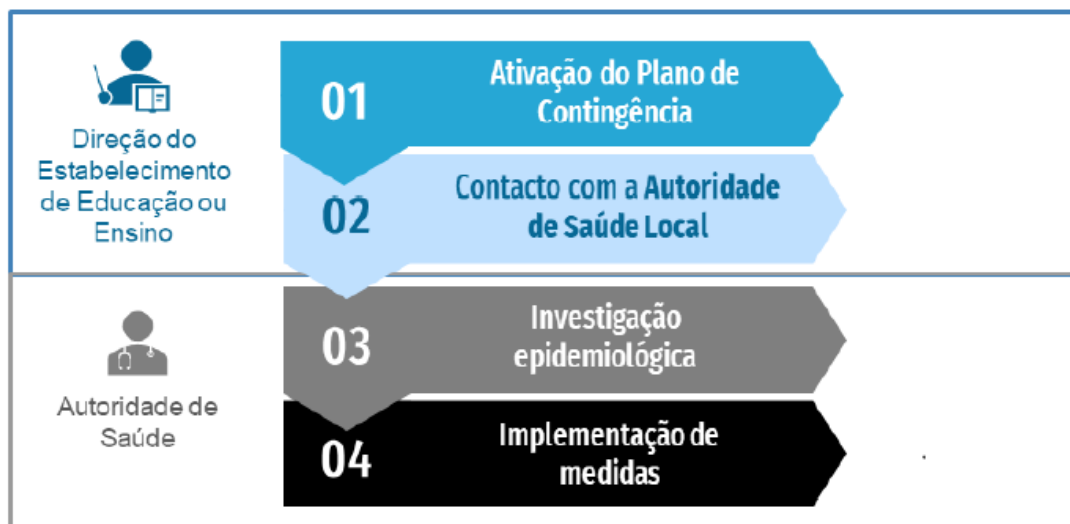 Direção do
Estabelecimento
de Educação ou
Ensino
01
Ativação do Plano de
Contingência
02
Contacto com a Autoridade
de Saúde Local
Autoridade de
Saúde
03
Investigação
epidemiológica
04
Implementação de
medidas